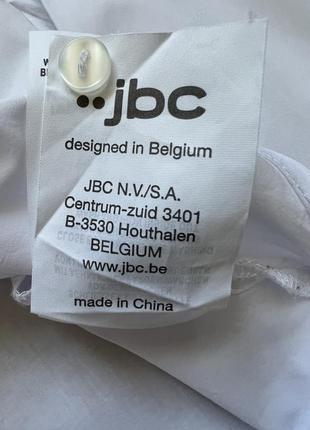 jbc
designed in Belgium
JBC N.V./S.A.
Centrum-zuid 3401
B-3530 Houthalen
BELGIUM
www.jbc.be
made in China